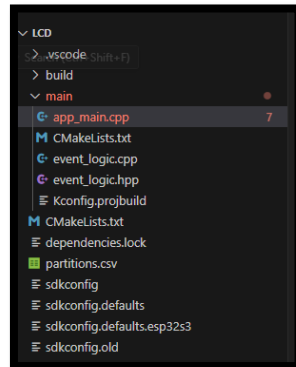 LCD
.vscode
Shift+F)
build
main
app_main.cpp 7
CMakeLists.txt
event_logic.cpp
event_logic.hpp
Kconfig.projbuild
CMakeLists.txt
dependencies.lock
partitions.csv
sdkconfig
sdkconfig.defaults
sdkconfig.defaults.esp32s3
sdkconfig.old